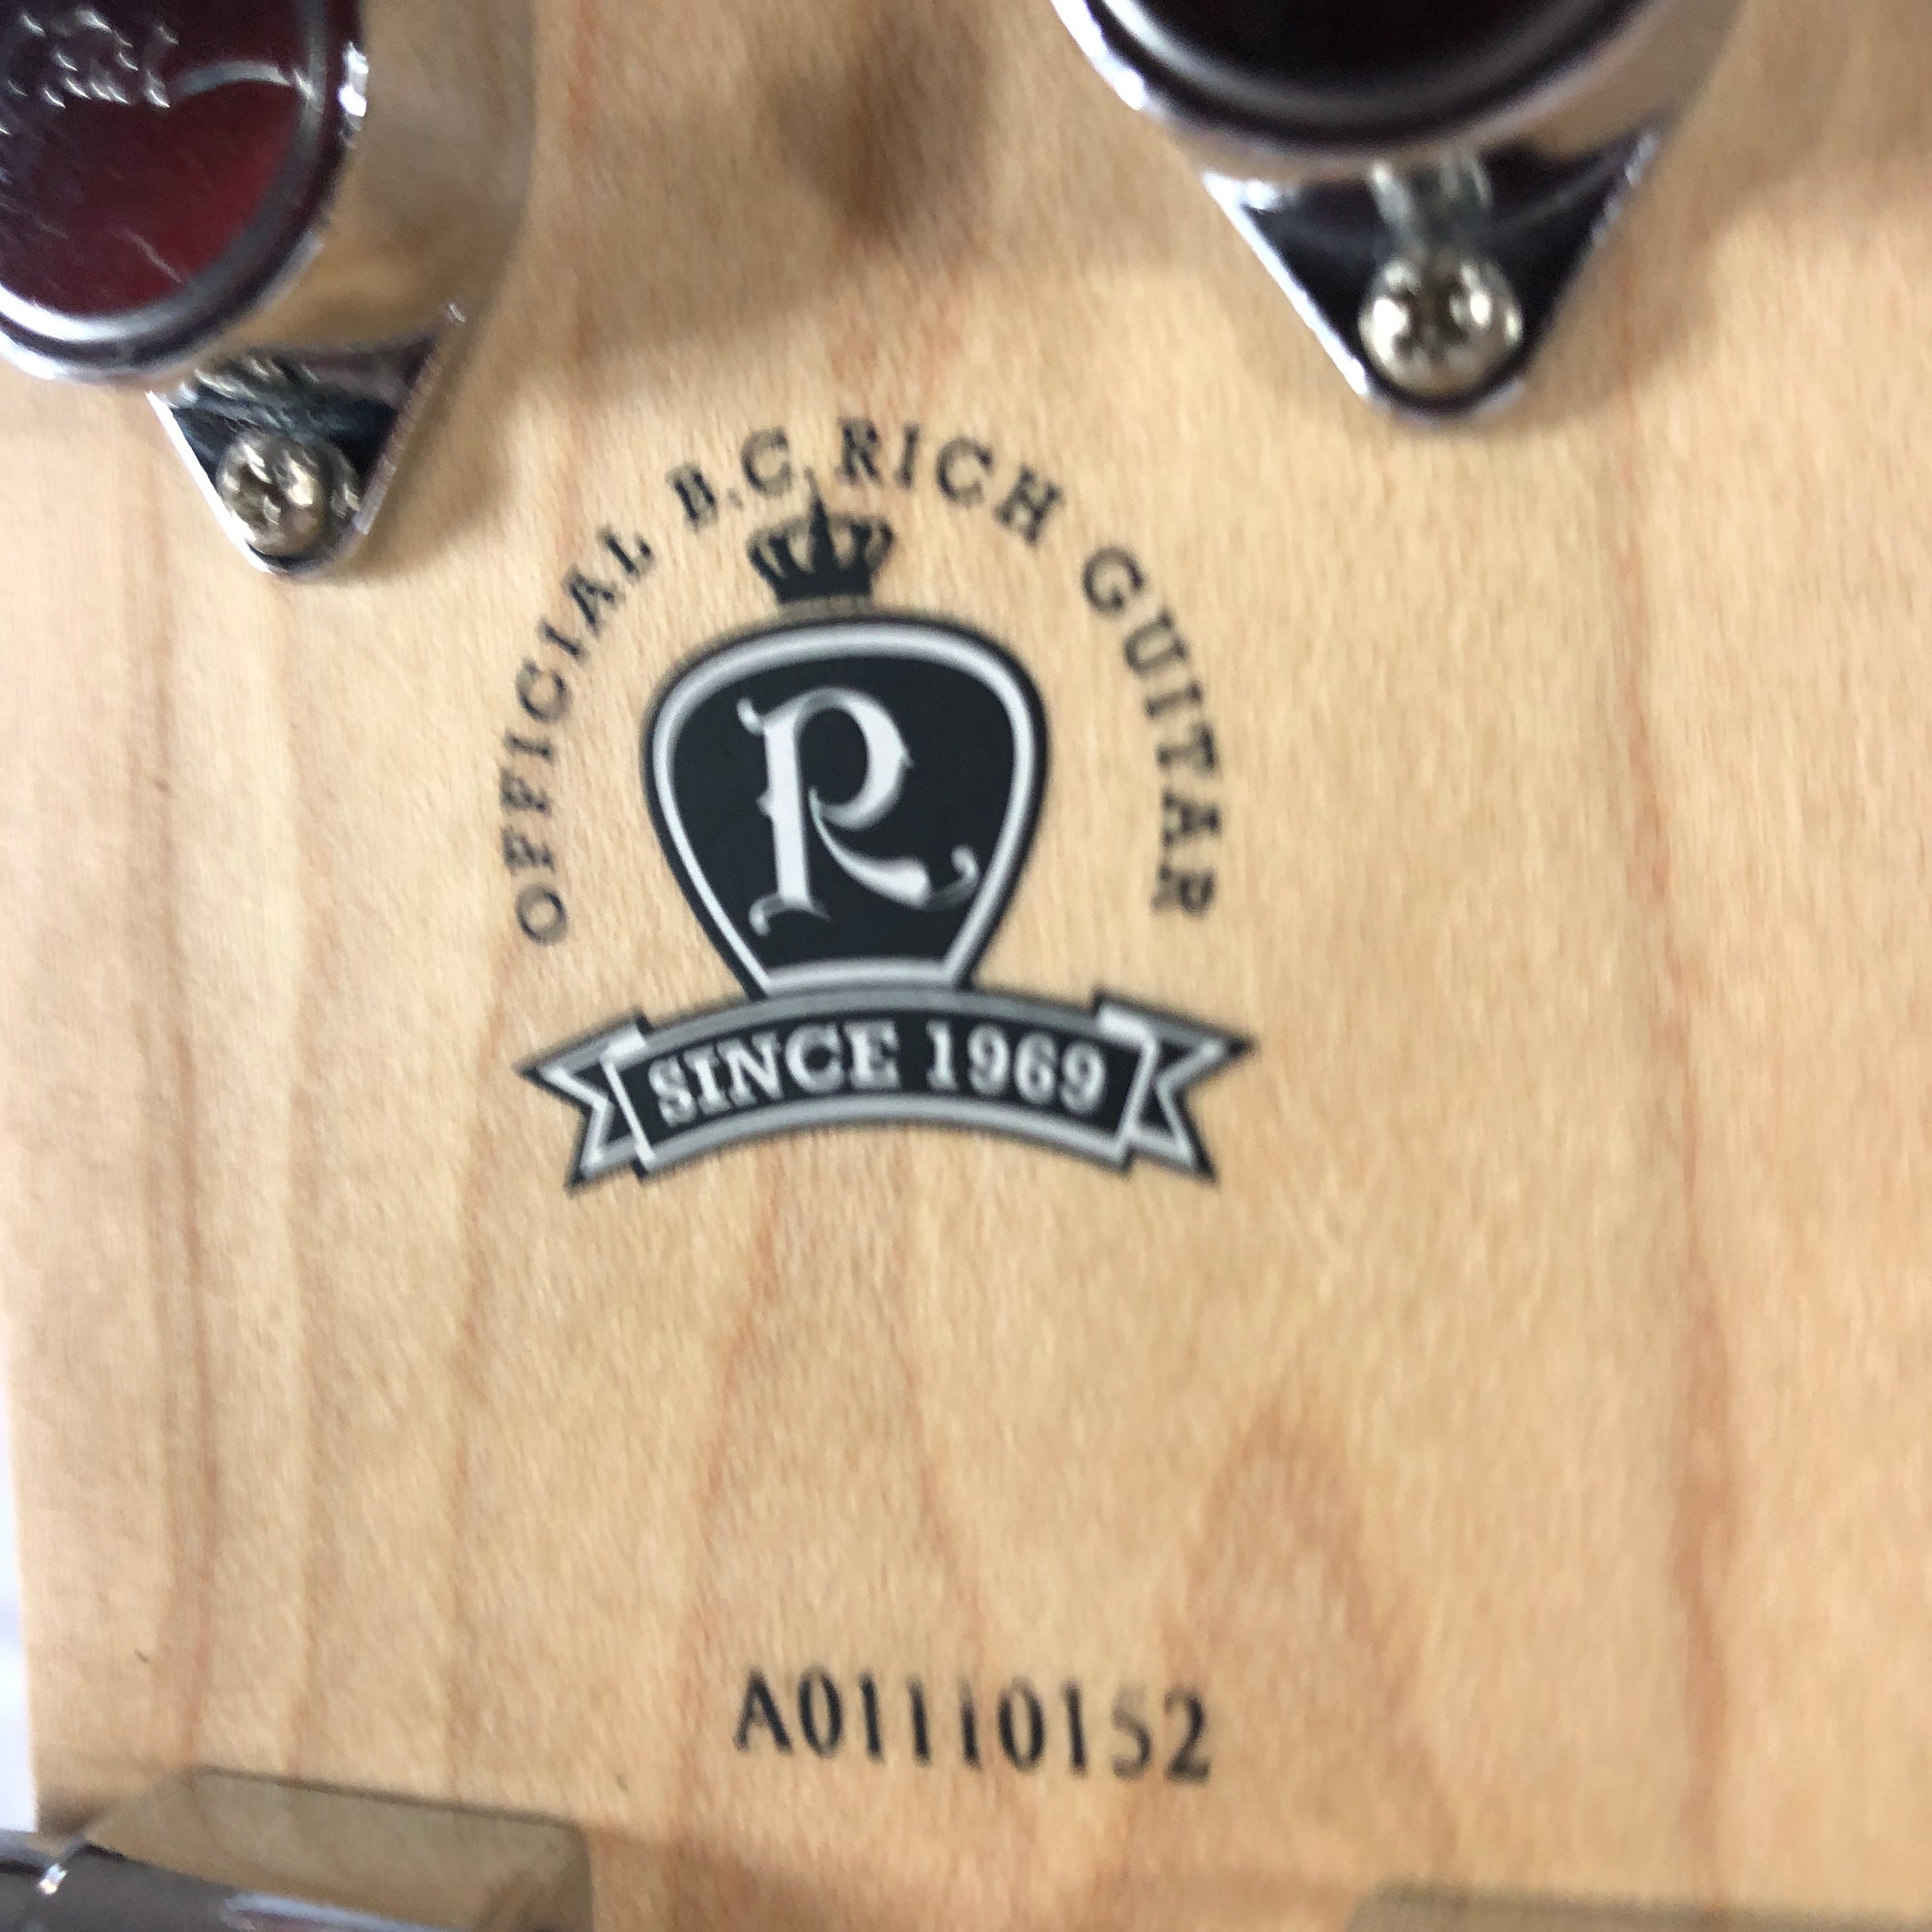 OFFICIAL B.C. RICH GUITAR
R
SINCE 1969
A01110152